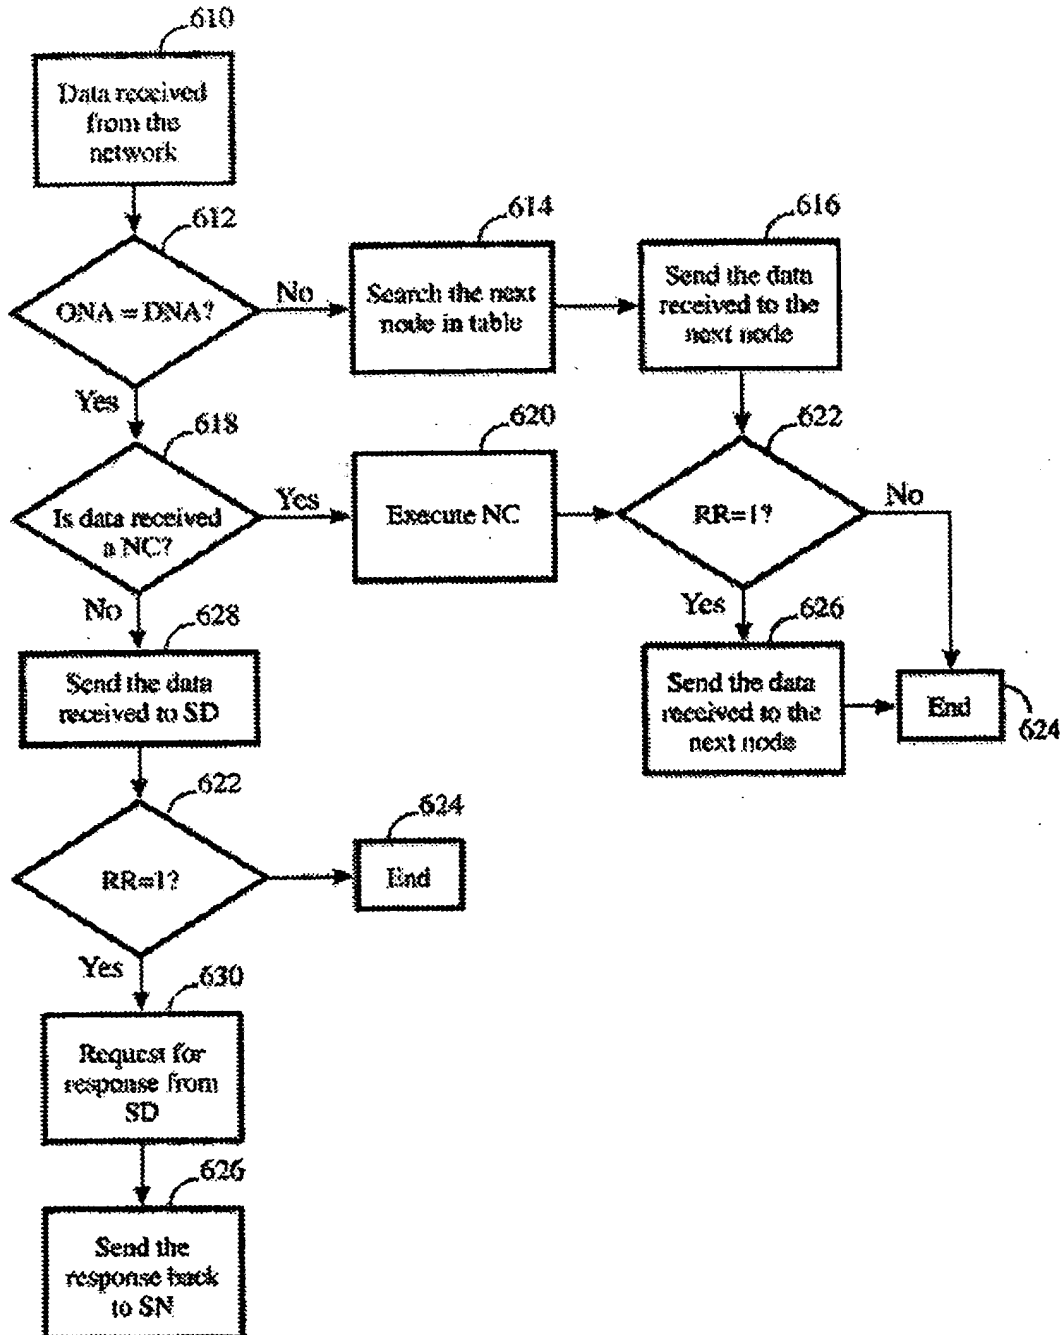 610
Data received
from the
network
612
ONA = DNA?
No
614
Search the next
node in table
616
Send the data
received to the
next node
Yes
618
Is data received
a NC?
Yes
620
Execute NC
622
RR=1?
No
Yes
626
Send the data
received to the
next node
End
624
No
628
Send the data
received to SD
622
RR=1?
624
End
Yes
630
Request for
response from
SD
626
Send the
response back
to SN